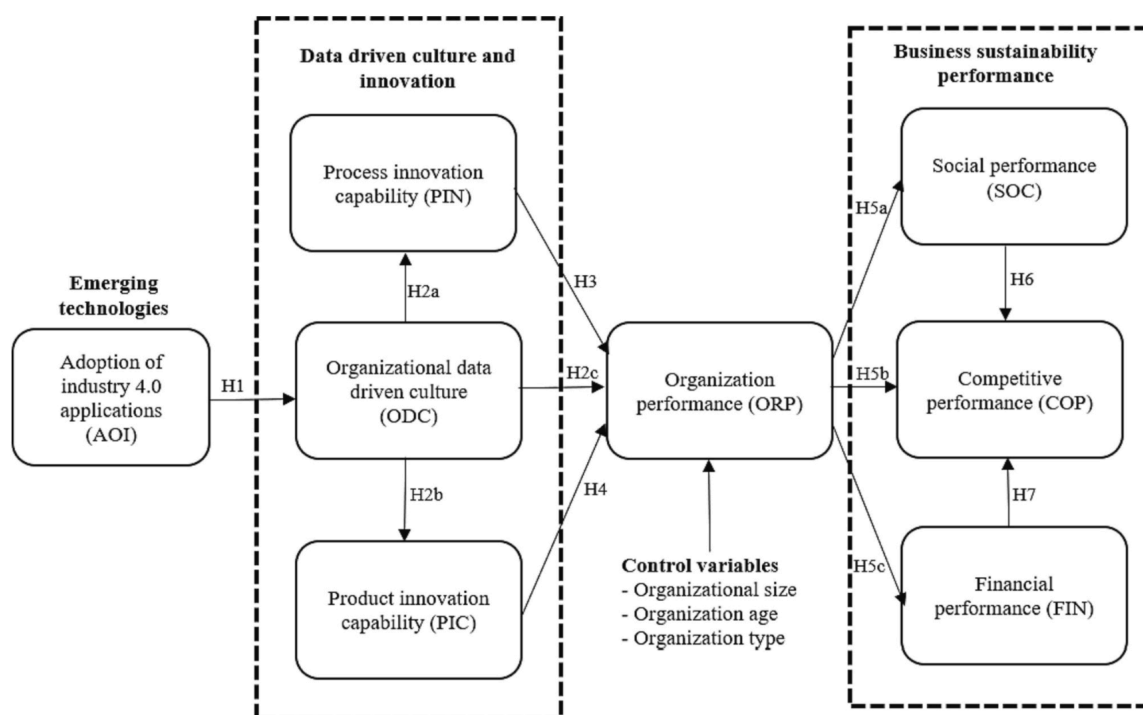 Emerging
technologies
Adoption of
industry 4.0
applications
(AOI)
H1
Data driven culture and
innovation
Process innovation
capability (PIN)
H2a
Organizational data
driven culture
(ODC)
H2b
Product innovation
capability (PIC)
H3
H2c
H4
Organization
performance (ORP)
Control variables
- Organizational size
- Organization age
- Organization type
H5a
H5b
H5c
Business sustainability
performance
Social performance
(SOC)
H6
Competitive
performance (COP)
H7
Financial
performance (FIN)